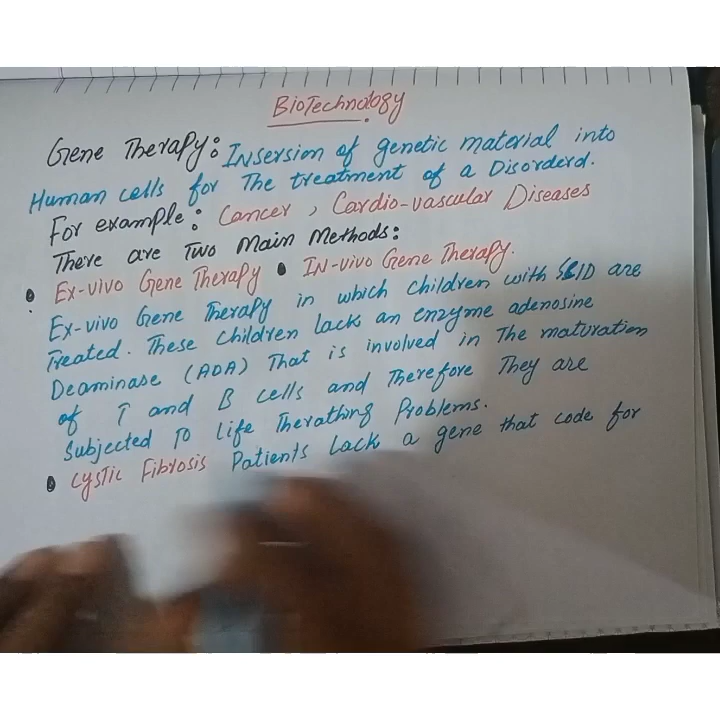 BioTechnology
Gene Therapy: Insersion of genetic material into
Human cells for The treatment of a Disorderd.
For example: Cancer, Cardio-vascular Diseases
There are Two Main Methods:
• Ex-vivo Gene Therapy • IN-vivo Gene Therapy.
Ex-vivo Gene Therapy in which children with SCID are
Treated. These children lack an enzyme adenosine
Deaminase (ADA) That is involved in The maturation
of T and B cells and Therefore They are
Subjected To life Therathing Problems.
• Cystic Fibrosis Patients Lack a gene that code for